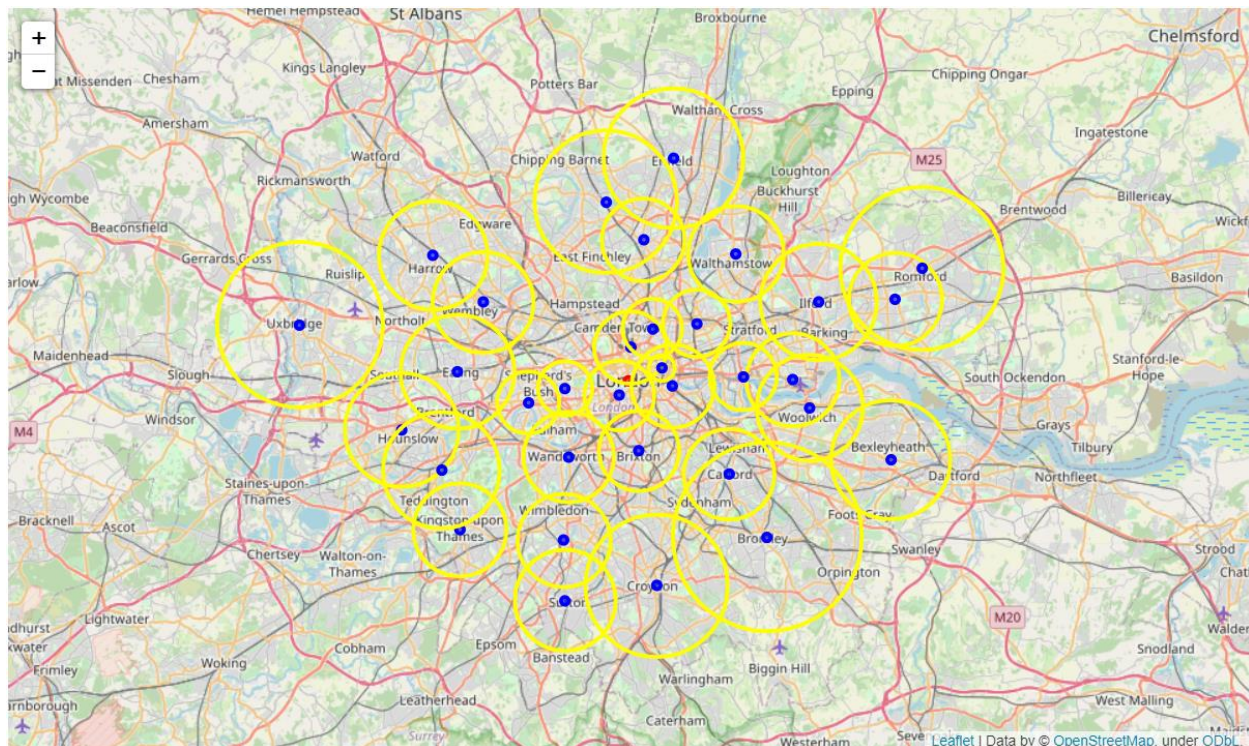 Hemel Hempstead
St Albans
Broxbourne
Chelmsford
+
−
Missenden
Chesham
Kings Langley
Potters Bar
Chipping Ongar
Epping
Waltham Cross
Amersham
Watford
Chipping Barnet
Enfield
Ingatestone
Loughton
M25
Rickmansworth
Buckhurst
Hill
Billericay
gh Wycombe
Beaconsfield
Edgware
Brentwood
Gerrards Cross
Ruislip
Harrow
East Finchley
Walthamstow
Romford
Basildon
Hampstead
Ilford
Uxbridge
Northolt
Wembley
Camden Town
Stratford
Barking
Maidenhead
Slough
Southall
Ealing
Shepherd's
Bush
London
London
South Ockendon
Stanford-le-
Hope
Windsor
Brentford
Woolwich
M4
Hounslow
Fulham
Grays
Tilbury
Wandsworth
Brixton
Lewisham
Bexleyheath
Staines-upon-
Thames
Teddington
Catford
Dartford
Northfleet
Sydenham
Bracknell
Ascot
Kingston upon
Thames
Wimbledon
Foots Cray
Chertsey
Walton-on-
Thames
Bromley
Swanley
Strood
Orpington
Croydon
Sutton
Lightwater
M20
Epsom
Cobham
Banstead
Biggin Hill
Snodland
Frimley
Woking
Warlingham
Leatherhead
West Malling
Caterham
Surrey
Westerham
Leaflet | Data by © OpenStreetMap, under ODbL.